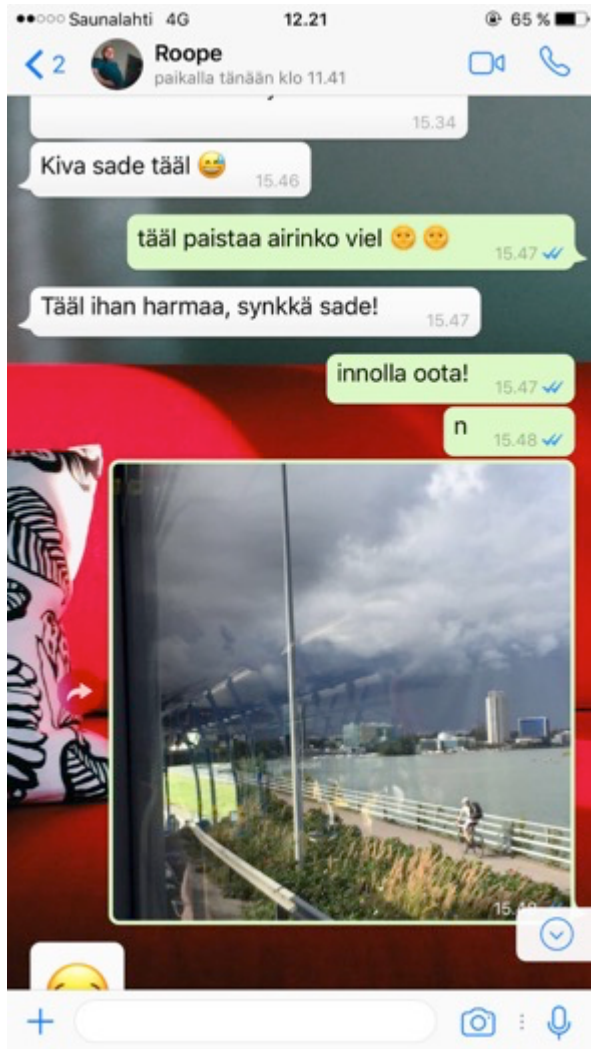 Saunalahti 4G 12.21 65 %
2 Roope
paikalla tänään klo 11.41
15.34
Kiva sade tääl 😅 15.46
tääl paistaa airinko viel 🌞 🌞 15.47
Tääl ihan harmaa, synkkä sade! 15.47
innolla oota! 15.47
n 15.48